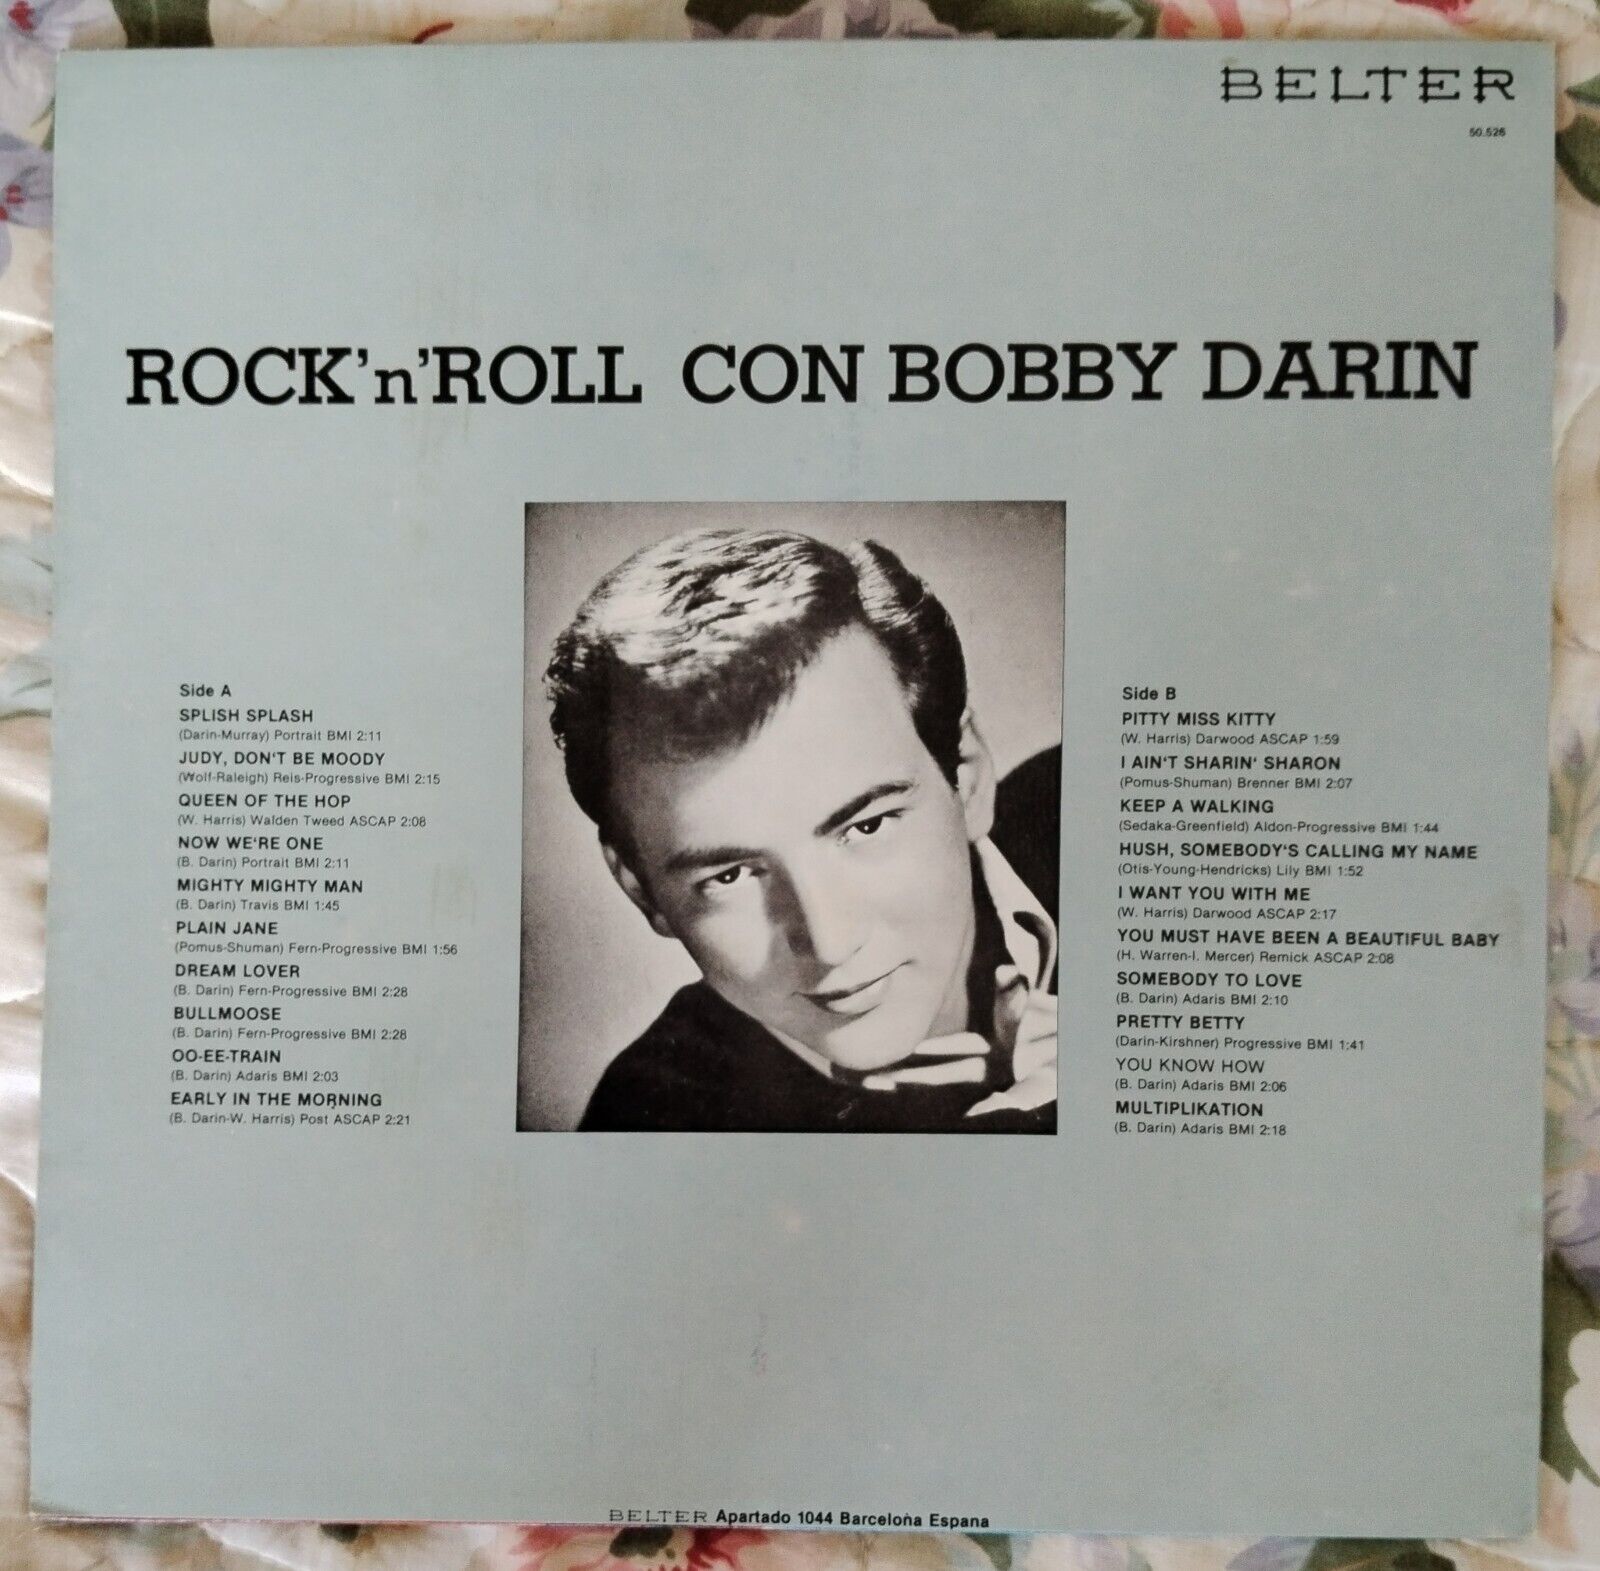 BELTER
50.526
ROCK'n'ROLL CON BOBBY DARIN
Side A
SPLISH SPLASH
(Darin-Murray) Portrait BMI 2:11
JUDY, DON'T BE MOODY
(Wolf-Raleigh) Reis-Progressive BMI 2:15
QUEEN OF THE HOP
(W. Harris) Walden Tweed ASCAP 2:08
NOW WE'RE ONE
(B. Darin) Portrait BMI 2:11
MIGHTY MIGHTY MAN
(B. Darin) Travis BMI 1:45
PLAIN JANE
(Pomus-Shuman) Fern-Progressive BMI 1:56
DREAM LOVER
(B. Darin) Fern-Progressive BMI 2:28
BULLMOOSE
(B. Darin) Fern-Progressive BMI 2:28
OO-EE-TRAIN
(B. Darin) Adaris BMI 2:03
EARLY IN THE MORNING
(B. Darin-W. Harris) Post ASCAP 2:21
Side B
PITTY MISS KITTY
(W. Harris) Darwood ASCAP 1:59
I AIN'T SHARIN' SHARON
(Pomus-Shuman) Brenner BMI 2:07
KEEP A WALKING
(Sedaka-Greenfield) Aldon-Progressive BMI 1:44
HUSH, SOMEBODY'S CALLING MY NAME
(Otis-Young-Hendricks) Lily BMI 1:52
I WANT YOU WITH ME
(W. Harris) Darwood ASCAP 2:17
YOU MUST HAVE BEEN A BEAUTIFUL BABY
(H. Warren-I. Mercer) Remick ASCAP 2:08
SOMEBODY TO LOVE
(B. Darin) Adaris BMI 2:10
PRETTY BETTY
(Darin-Kirshner) Progressive BMI 1:41
YOU KNOW HOW
(B. Darin) Adaris BMI 2:06
MULTIPLIKATION
(B. Darin) Adaris BMI 2:18
BELTER Apartado 1044 Barcelona Espana